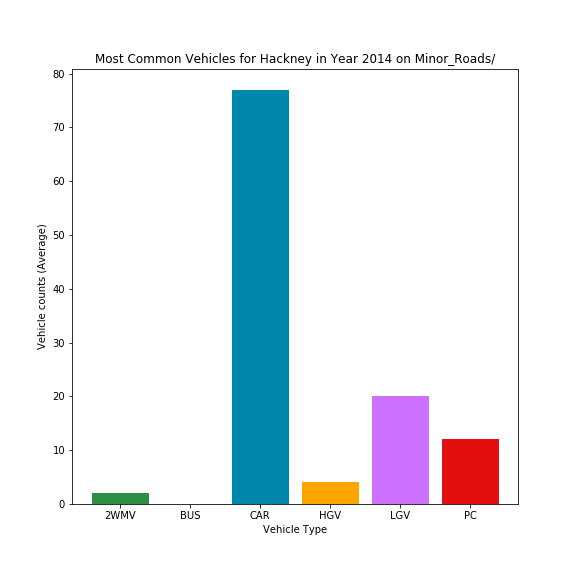 Most Common Vehicles for Hackney in Year 2014 on Minor_Roads/
80
70
60
50
40
30
20
10
0
Vehicle counts (Average)
2WMV BUS CAR HGV LGV PC
Vehicle Type